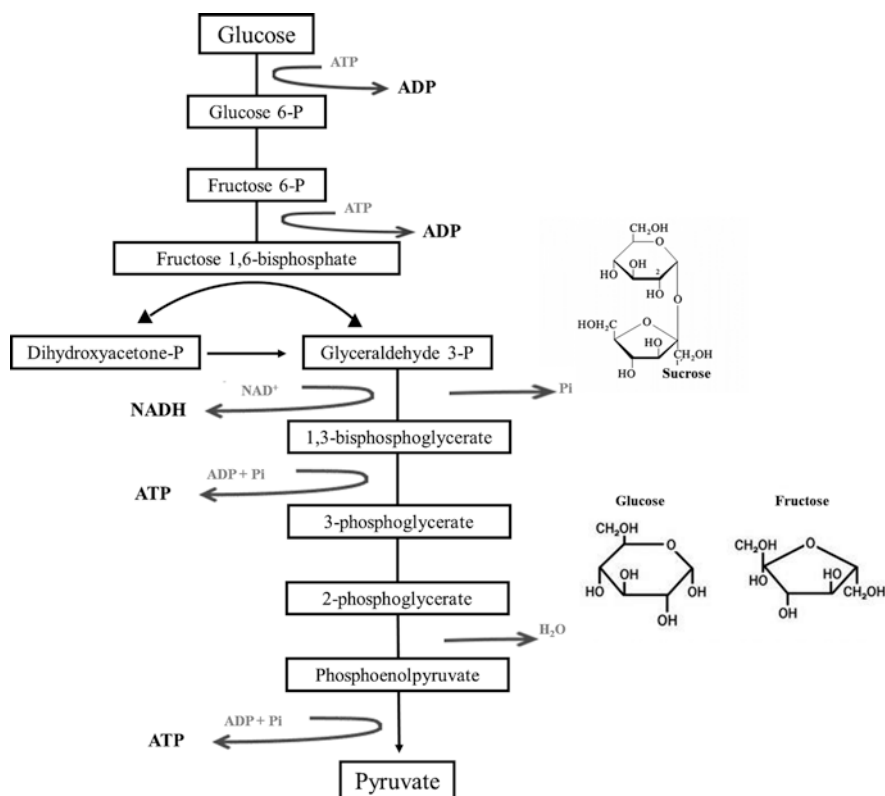 Glucose
ATP
ADP
Glucose 6-P
Fructose 6-P
ATP
ADP
Fructose 1,6-bisphosphate
Dihydroxyacetone-P
Glyceraldehyde 3-P
NAD⁺
NADH
Pi
1,3-bisphosphoglycerate
ADP + Pi
ATP
3-phosphoglycerate
2-phosphoglycerate
H₂O
Phosphoenolpyruvate
ADP + Pi
ATP
Pyruvate
CH₂OH
O
OH
HO
2
HO
O
HOH₂C
O
HO
CH₂OH
1'
HO
Sucrose
Glucose
CH₂OH
O
OH
HO
OH
OH
Fructose
CH₂OH
O
HO
HO
CH₂OH
OH